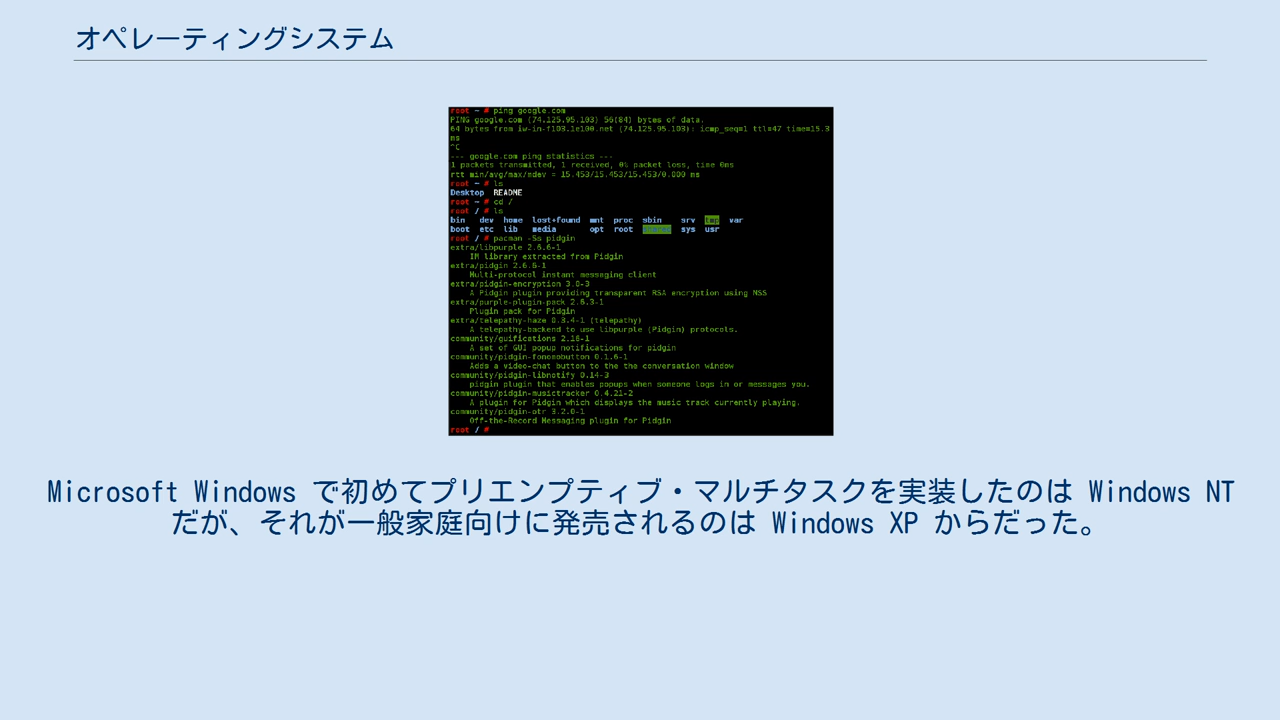 オペレーティングシステム
root ~ # ping google.com
PING google.com (74.125.95.103) 56(84) bytes of data.
64 bytes from iw-in-f103.1e100.net (74.125.95.103): icmp_seq=1 ttl=47 time=15.3
ms
^C
--- google.com ping statistics ---
1 packets transmitted, 1 received, 0% packet loss, time 0ms
rtt min/avg/max/mdev = 15.453/15.453/15.453/0.000 ms
root ~ # ls
Desktop README
root ~ # cd /
root / # ls
bin dev home lost+found mnt proc sbin srv tmp var
boot etc lib media opt root sys usr
root / # pacman -Ss pidgin
extra/libpurple 2.6.6-1
IM library extracted from Pidgin
extra/pidgin 2.6.6-1
Multi-protocol instant messaging client
extra/pidgin-encryption 3.0-3
A Pidgin plugin providing transparent RSA encryption using NSS
extra/purple-plugin-pack 2.6.3-1
Plugin pack for Pidgin
extra/telepathy-haze 0.3.4-1 (telepathy)
A telepathy-backend to use libpurple (Pidgin) protocols.
community/guifications 2.16-1
A set of GUI popup notifications for pidgin
community/pidgin-fonomobutton 0.1.6-1
Adds a video-chat button to the the conversation window
community/pidgin-libnotify 0.14-3
pidgin plugin that enables popups when someone logs in or messages you.
community/pidgin-musictracker 0.4.21-2
A plugin for Pidgin which displays the music track currently playing.
community/pidgin-otr 3.2.0-1
Off-the-Record Messaging plugin for Pidgin
root / #
Microsoft Windows で初めてプリエンプティブ・マルチタスクを実装したのは Windows NT
だが、それが一般家庭向けに発売されるのは Windows XP からだった。